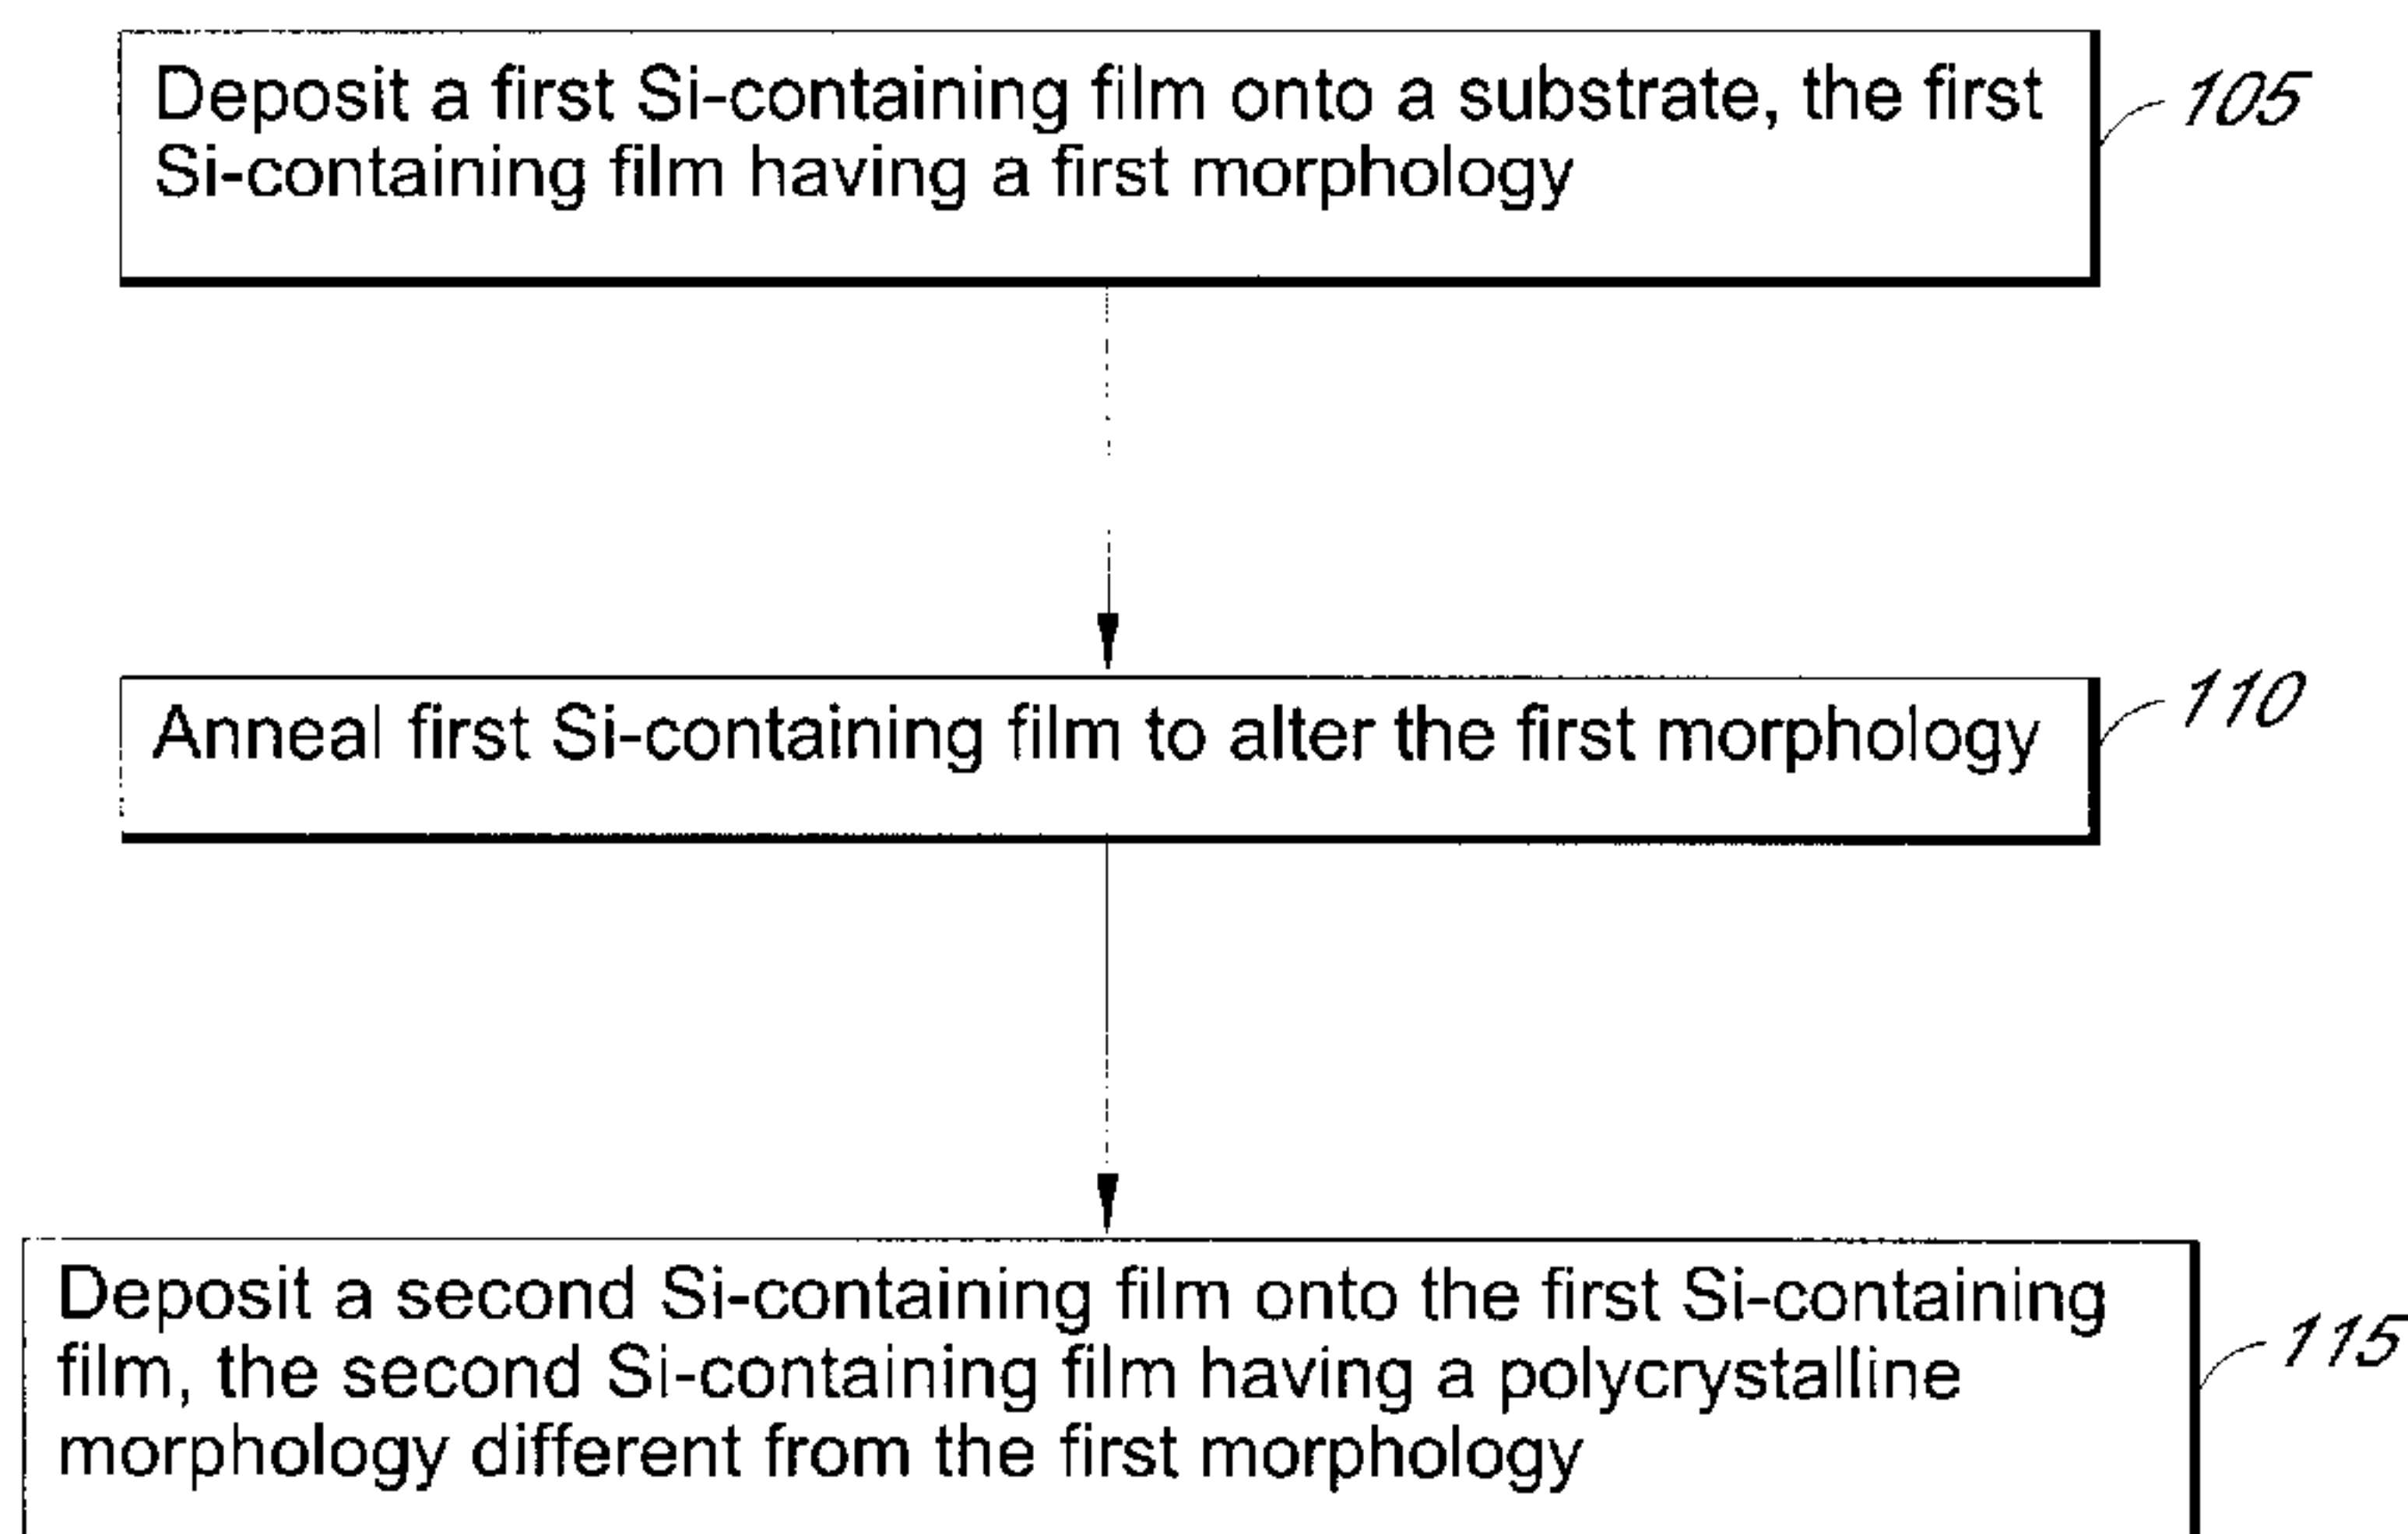 Deposit a first Si-containing film onto a substrate, the first
Si-containing film having a first morphology
105
Anneal first Si-containing film to alter the first morphology
110
Deposit a second Si-containing film onto the first Si-containing
film, the second Si-containing film having a polycrystalline
morphology different from the first morphology
115